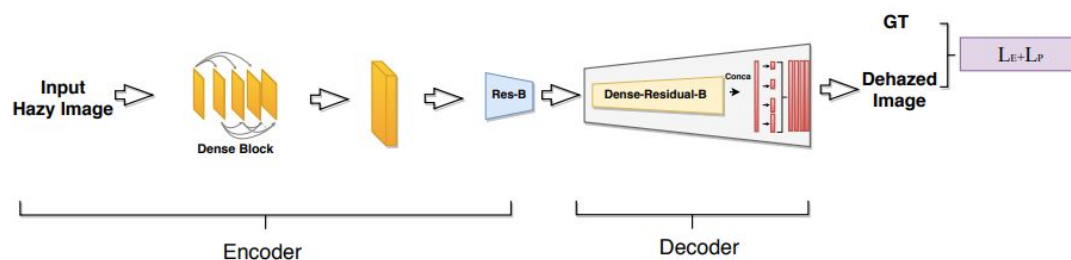 Input
Hazy Image
Dense Block
Res-B
Dense-Residual-B
Conca
GT
Dehazed
Image
LE+LP
Encoder
Decoder